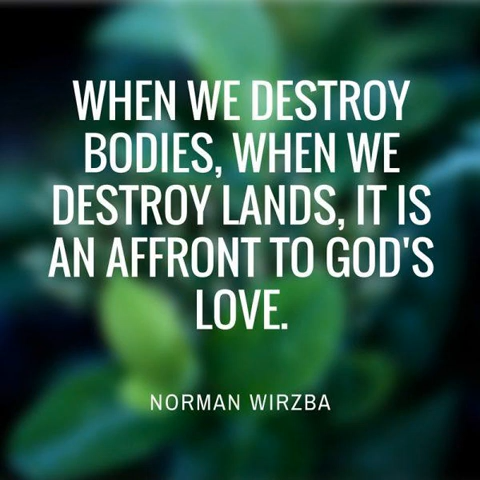 WHEN WE DESTROY
BODIES, WHEN WE
DESTROY LANDS, IT IS
AN AFFRONT TO GOD'S
LOVE.
NORMAN WIRZBA